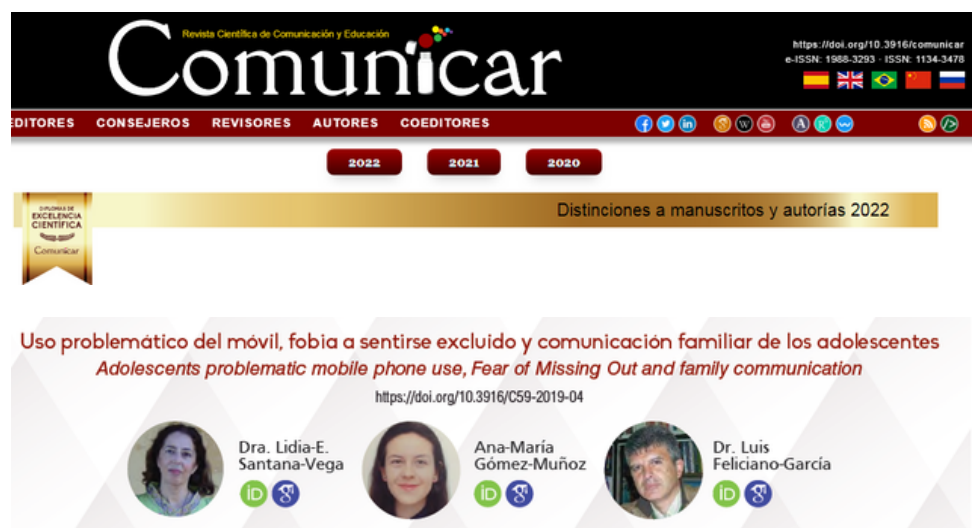 Revista Científica de Comunicación y Educación
Comunicar
https://doi.org/10.3916/comunicar
e-ISSN: 1988-3293 · ISSN: 1134-3478
EDITORES CONSEJEROS REVISORES AUTORES COEDITORES
2022 2021 2020
DIPLOMAS DE
EXCELENCIA
CIENTÍFICA
Comunicar
Distinciones a manuscritos y autorías 2022
Uso problemático del móvil, fobia a sentirse excluido y comunicación familiar de los adolescentes
Adolescents problematic mobile phone use, Fear of Missing Out and family communication
https://doi.org/10.3916/C59-2019-04
Dra. Lidia-E.
Santana-Vega
iD
Ana-María
Gómez-Muñoz
iD
Dr. Luis
Feliciano-García
iD